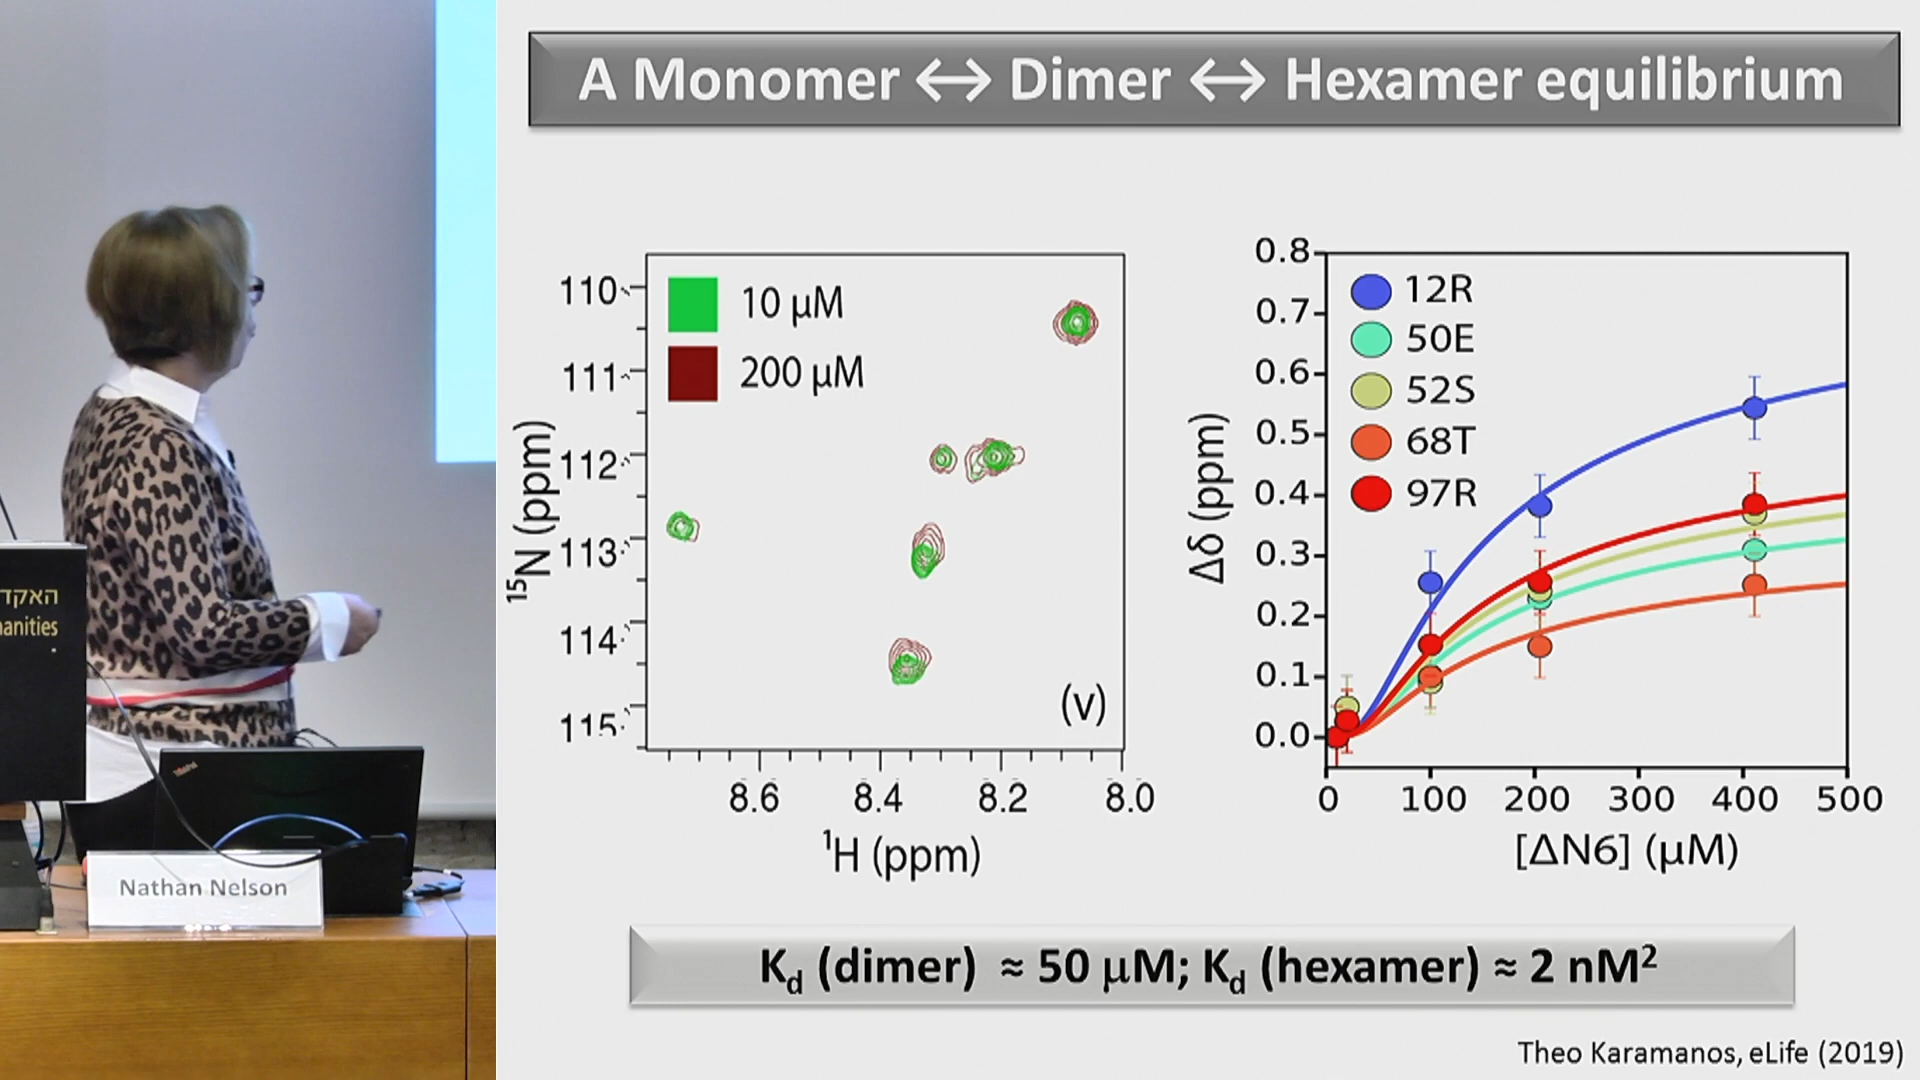 A Monomer ↔ Dimer ↔ Hexamer equilibrium
10 µM
200 µM
110
111
112
113
114
115
¹⁵N (ppm)
8.6
8.4
8.2
8.0
¹H (ppm)
(v)
0.8
0.7
0.6
0.5
0.4
0.3
0.2
0.1
0.0
Δδ (ppm)
12R
50E
52S
68T
97R
0
100
200
300
400
500
[ΔN6] (µM)
K_d (dimer) ≈ 50 µM; K_d (hexamer) ≈ 2 nM²
Theo Karamanos, eLife (2019)
האקד
anities
ThinkPad
Nathan Nelson